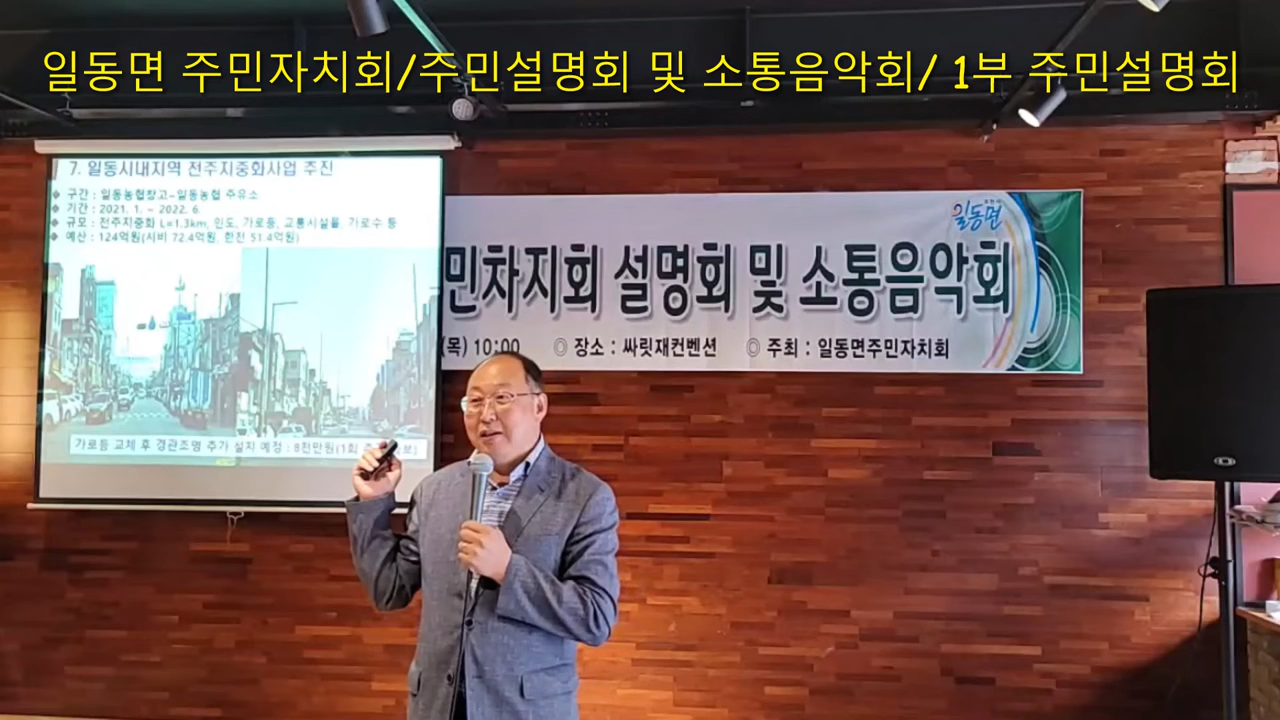 일동면 주민자치회/주민설명회 및 소통음악회/ 1부 주민설명회
7. 일동시내지역 전주지중화사업 추진
❖ 구간 : 일동농협창고~일동농협 주유소
❖ 기간 : 2021. 1. ~ 2022. 6.
❖ 규모 : 전주지중화 L=1.3km, 인도, 가로등, 교통시설물, 가로수 등
❖ 예산 : 124억원(시비 72.4억원, 한전 51.4억원)
가로등 교체 후 경관조명 추가 설치 예정 : 8천만원(1회
일동면
민차지회 설명회 및 소통음악회
(목) 10:00 ◎ 장소 : 싸릿재컨벤션 ◎ 주최 : 일동면주민자치회